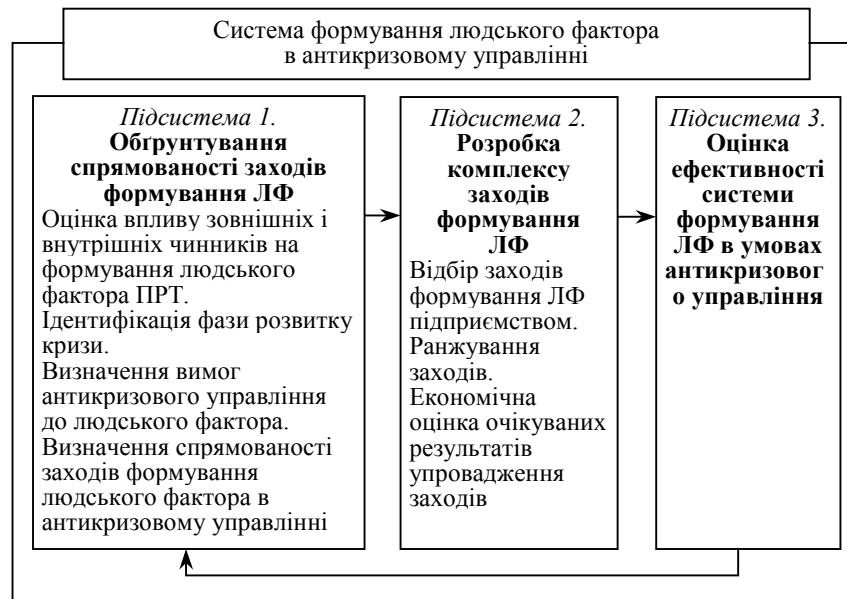 Система формування людського фактора
в антикризовому управлінні
Підсистема 1.
Обґрунтування
спрямованості заходів
формування ЛФ
Оцінка впливу зовнішніх і
внутрішніх чинників на
формування людського
фактора ПРТ.
Ідентифікація фази розвитку
кризи.
Визначення вимог
антикризового управління
до людського фактора.
Визначення спрямованості
заходів формування
людського фактора в
антикризовому управлінні
Підсистема 2.
Розробка
комплексу
заходів
формування
ЛФ
Відбір заходів
формування ЛФ
підприємством.
Ранжування
заходів.
Економічна
оцінка очікуваних
результатів
упровадження
заходів
Підсистема 3.
Оцінка
ефективності
системи
формування
ЛФ в умовах
антикризовог
о управління